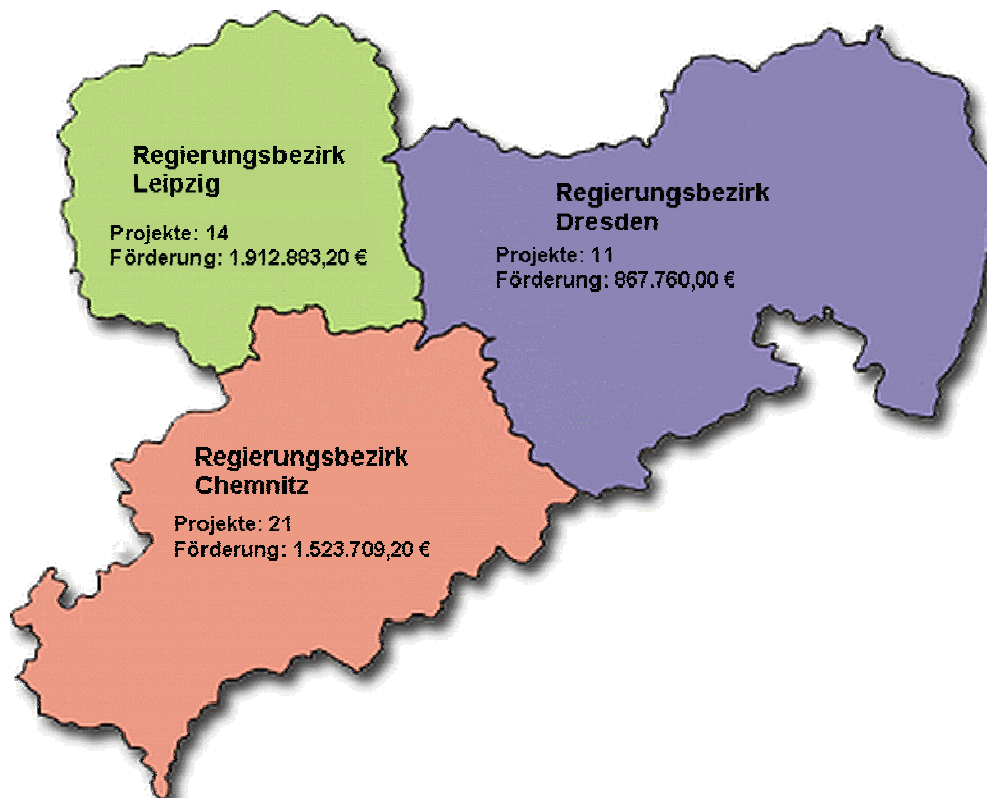 Regierungsbezirk
Leipzig
Projekte: 14
Förderung: 1.912.883,20 €
Regierungsbezirk
Dresden
Projekte: 11
Förderung: 867.760,00 €
Regierungsbezirk
Chemnitz
Projekte: 21
Förderung: 1.523.709,20 €